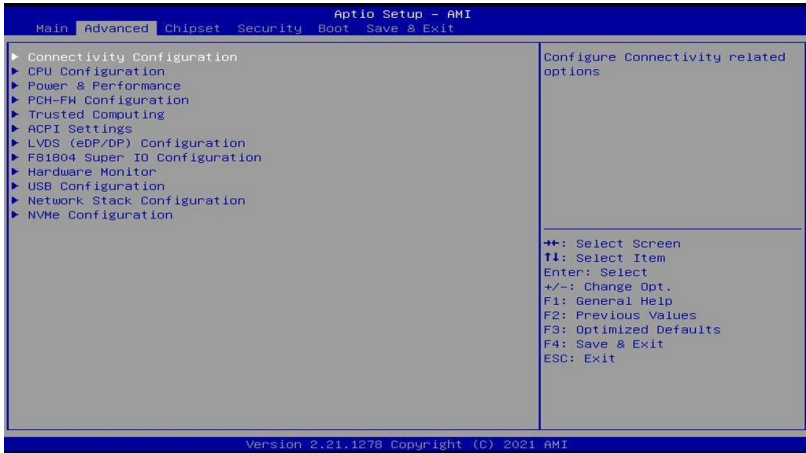 Aptio Setup – AMI
Main Advanced Chipset Security Boot Save & Exit
Connectivity Configuration
CPU Configuration
Power & Performance
PCH-FW Configuration
Trusted Computing
ACPI Settings
LVDS (eDP/DP) Configuration
F81804 Super IO Configuration
Hardware Monitor
USB Configuration
Network Stack Configuration
NVMe Configuration
Configure Connectivity related
options
→←: Select Screen
↑↓: Select Item
Enter: Select
+/-: Change Opt.
F1: General Help
F2: Previous Values
F3: Optimized Defaults
F4: Save & Exit
ESC: Exit
Version 2.21.1278 Copyright (C) 2021 AMI